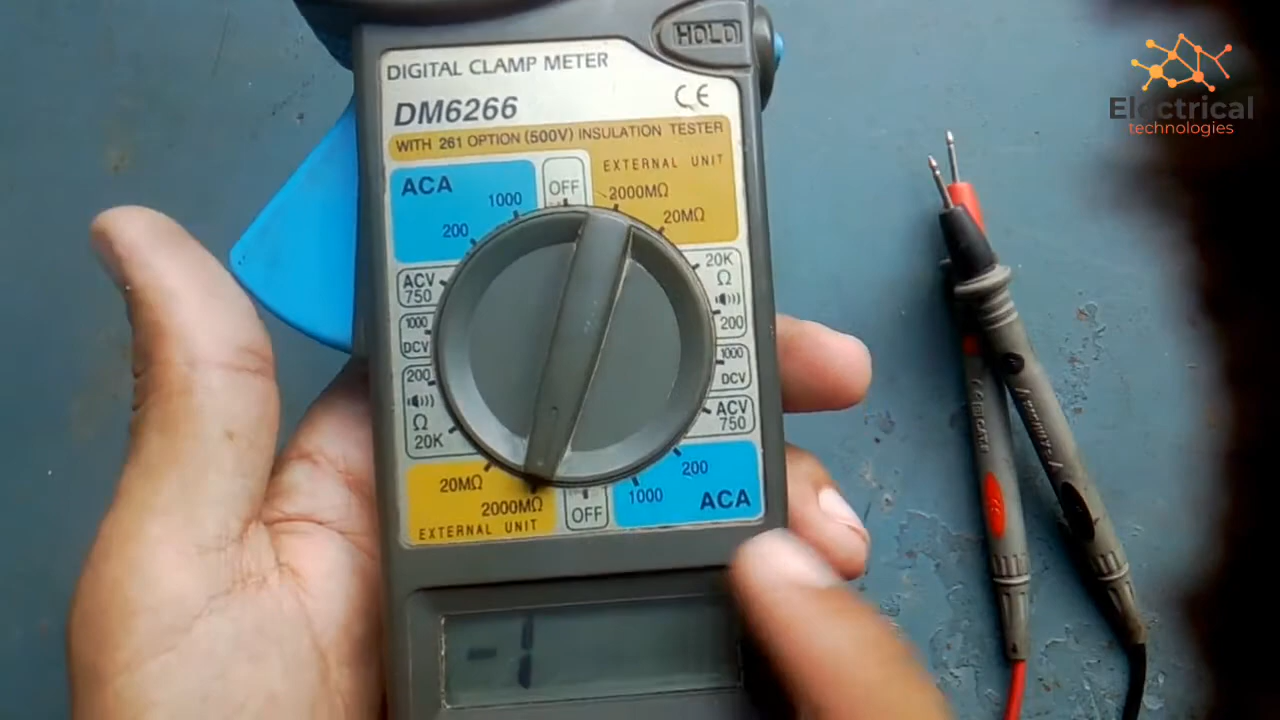 HOLD
DIGITAL CLAMP METER
DM6266
CE
WITH 261 OPTION (500V) INSULATION TESTER
EXTERNAL UNIT
ACA
OFF
2000MΩ
1000
20MΩ
200
20K
Ω
ACV
750
200
1000
DCV
1000
DCV
200
Ω
20K
ACV
750
20MΩ
2000MΩ
EXTERNAL UNIT
OFF
200
1000
ACA
-1
Electrical
technologies